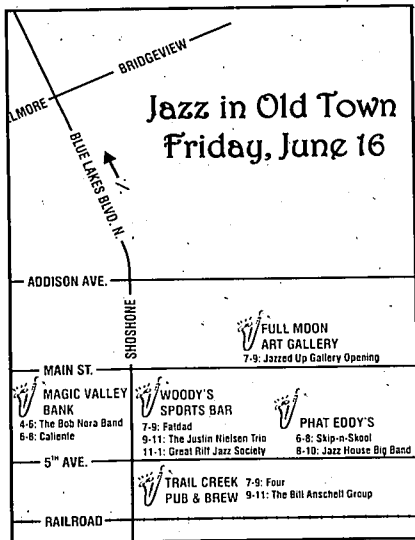 BRIDGEVIEW
LMORE
Jazz in Old Town
Friday, June 16
BLUE LAKES BLVD. N.
ADDISON AVE.
SHOSHONE
FULL MOON
ART GALLERY
7-9: Jazzed Up Gallery Opening
MAIN ST.
MAGIC VALLEY
BANK
4-6: The Bob Nora Band
6-8: Caliente
WOODY'S
SPORTS BAR
7-9: Fatdad
9-11: The Justin Nielsen Trio
11-1: Great Riff Jazz Society
PHAT EDDY'S
6-8: Skip-n-Skool
8-10: Jazz House Big Band
5TH AVE.
TRAIL CREEK
PUB & BREW
7-9: Four
9-11: The Bill Anschell Group
RAILROAD